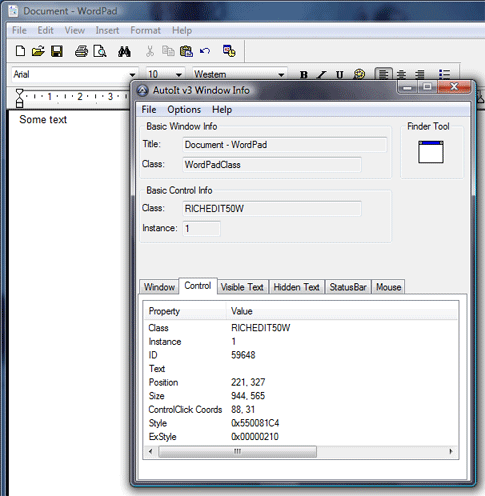 Document - WordPad
File Edit View Insert Format Help
Arial 10 Western B I U
1 2 3
Some text
AutoIt v3 Window Info
File Options Help
Basic Window Info
Title: Document - WordPad
Class: WordPadClass
Finder Tool
Basic Control Info
Class: RICHEDIT50W
Instance: 1
Window Control Visible Text Hidden Text StatusBar Mouse
Property Value
Class RICHEDIT50W
Instance 1
ID 59648
Text
Position 221, 327
Size 944, 565
ControlClick Coords 88, 31
Style 0x550081C4
ExStyle 0x00000210